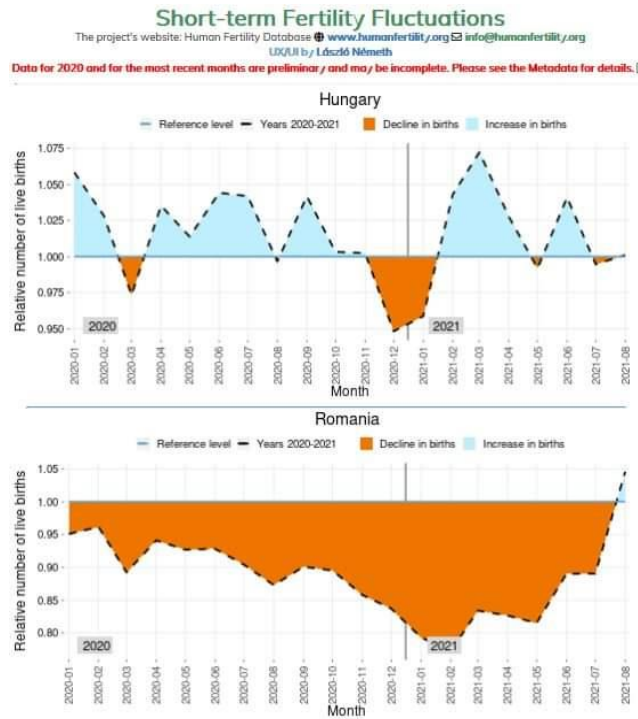 Short-term Fertility Fluctuations
The project's website: Human Fertility Database www.humanfertility.org info@humanfertility.org
UX/UI by László Németh
Data for 2020 and for the most recent months are preliminary and may be incomplete. Please see the Metadata for details. [
Hungary
Reference level Years 2020-2021 Decline in births Increase in births
Relative number of live births
1.075
1.050
1.025
1.000
0.975
0.950
2020 2021
2020-01 2020-02 2020-03 2020-04 2020-05 2020-06 2020-07 2020-08 2020-09 2020-10 2020-11 2020-12 2021-01 2021-02 2021-03 2021-04 2021-05 2021-06 2021-07 2021-08
Month
Romania
Reference level Years 2020-2021 Decline in births Increase in births
Relative number of live births
1.05
1.00
0.95
0.90
0.85
0.80
2020 2021
2020-01 2020-02 2020-03 2020-04 2020-05 2020-06 2020-07 2020-08 2020-09 2020-10 2020-11 2020-12 2021-01 2021-02 2021-03 2021-04 2021-05 2021-06 2021-07 2021-08
Month